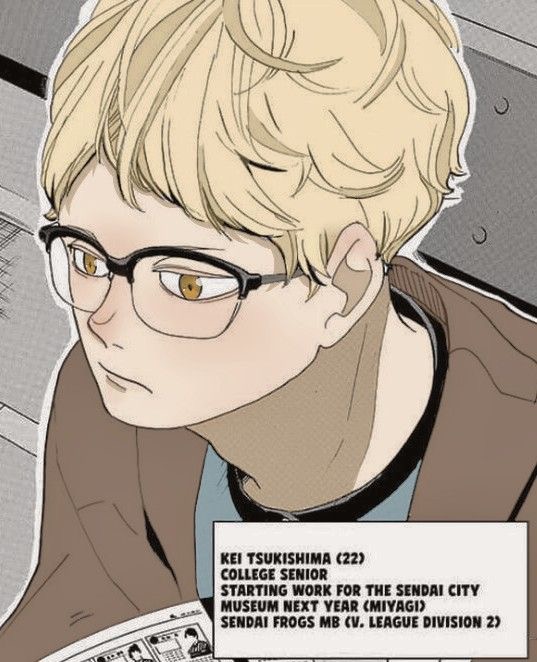 KEI TSUKISHIMA (22)
COLLEGE SENIOR
STARTING WORK FOR THE SENDAI CITY
MUSEUM NEXT YEAR (MIYAGI)
SENDAI FROGS MB (V. LEAGUE DIVISION 2)